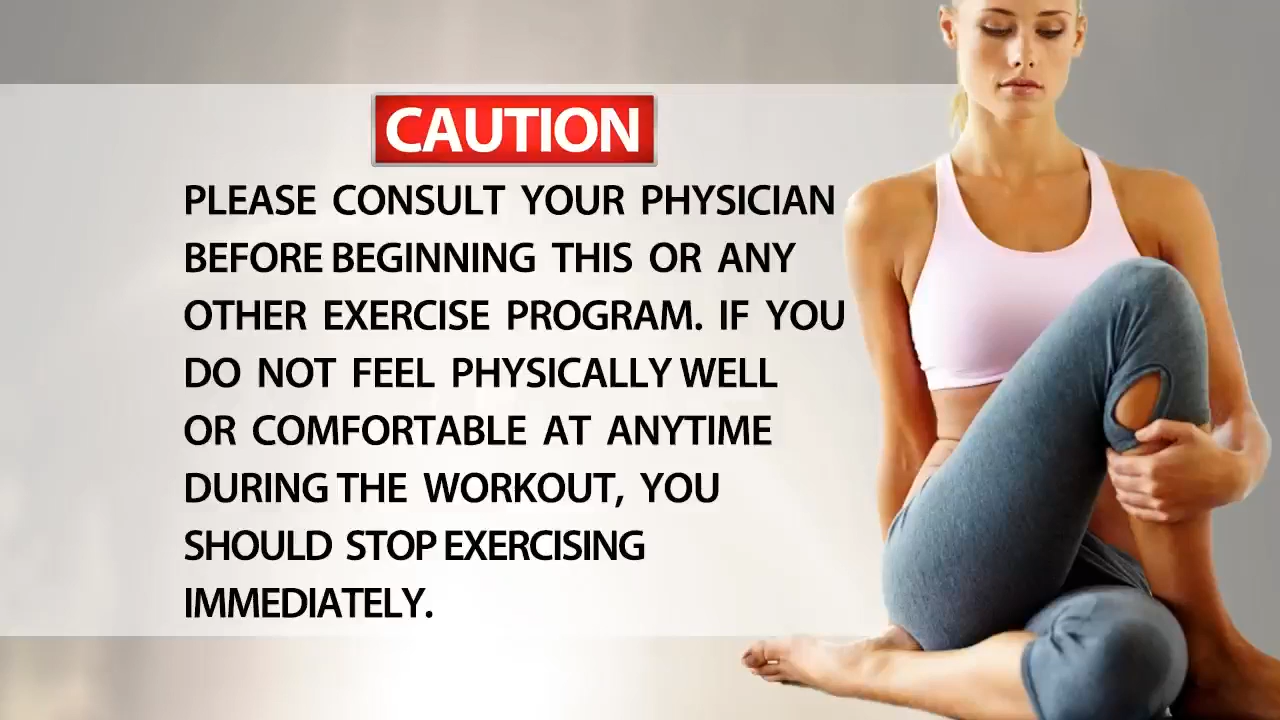 CAUTION
PLEASE CONSULT YOUR PHYSICIAN
BEFORE BEGINNING THIS OR ANY
OTHER EXERCISE PROGRAM. IF YOU
DO NOT FEEL PHYSICALLY WELL
OR COMFORTABLE AT ANYTIME
DURING THE WORKOUT, YOU
SHOULD STOP EXERCISING
IMMEDIATELY.